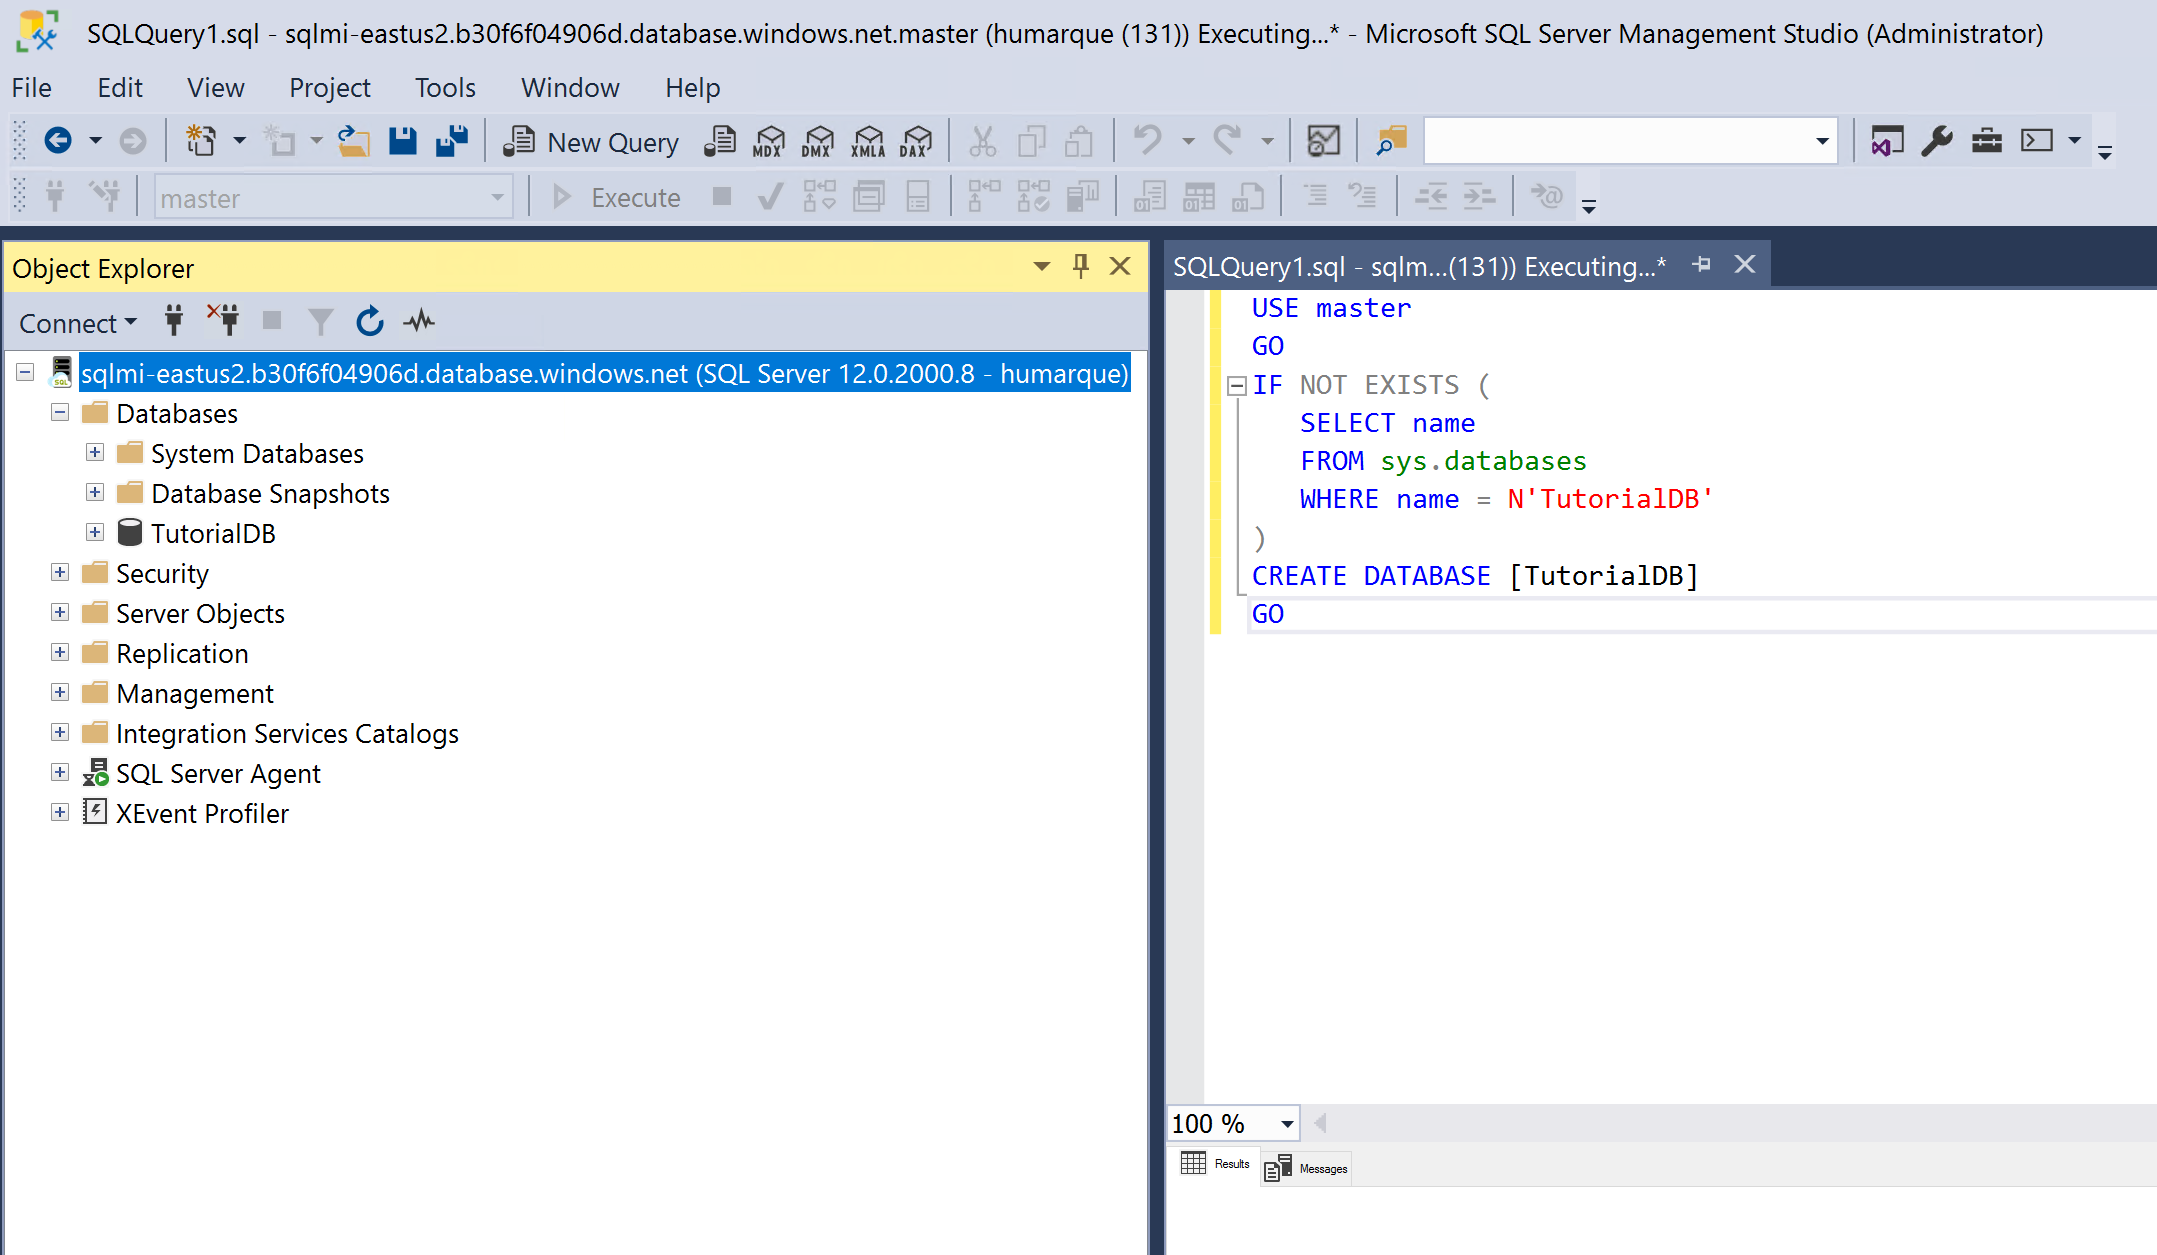 SQLQuery1.sql - sqlmi-eastus2.b30f6f04906d.database.windows.net.master (humarque (131)) Executing...* - Microsoft SQL Server Management Studio (Administrator)
File Edit View Project Tools Window Help
New Query MDX DMX XMLA DAX
master Execute
Object Explorer
Connect
sqlmi-eastus2.b30f6f04906d.database.windows.net (SQL Server 12.0.2000.8 - humarque)
Databases
System Databases
Database Snapshots
TutorialDB
Security
Server Objects
Replication
Management
Integration Services Catalogs
SQL Server Agent
XEvent Profiler
SQLQuery1.sql - sqlm...(131)) Executing...*
USE master
GO
IF NOT EXISTS (
SELECT name
FROM sys.databases
WHERE name = N'TutorialDB'
)
CREATE DATABASE [TutorialDB]
GO
100 %
Results Messages